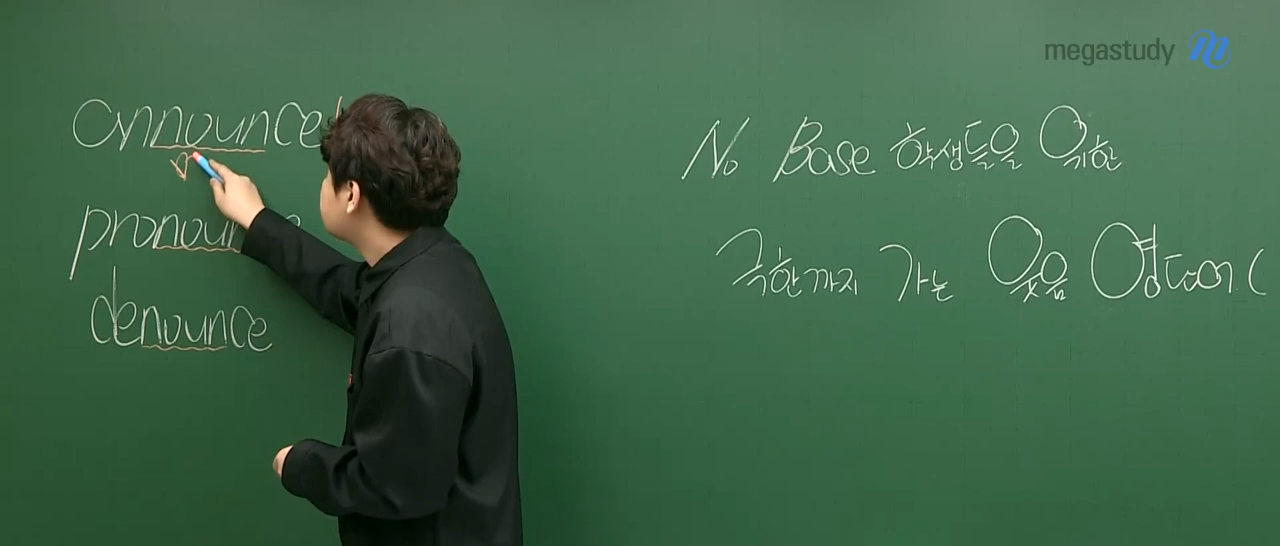 megastudy
announce
pronounce
denounce
No Base 학생들을 위한
극한까지 가는 웃음 영단어 (